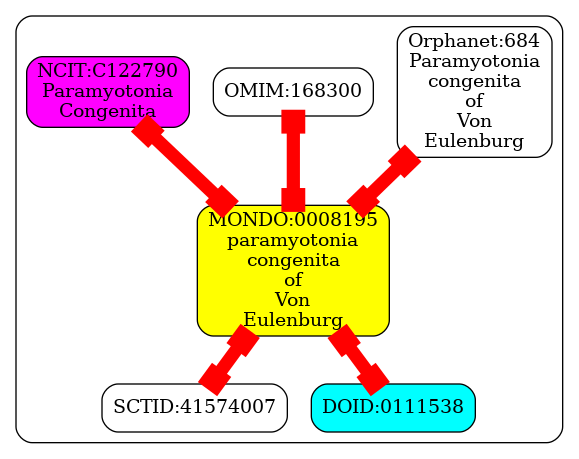 NCIT:C122790
Paramyotonia
Congenita
OMIM:168300
Orphanet:684
Paramyotonia
congenita
of
Von
Eulenburg
MONDO:0008195
paramyotonia
congenita
of
Von
Eulenburg
SCTID:41574007
DOID:0111538